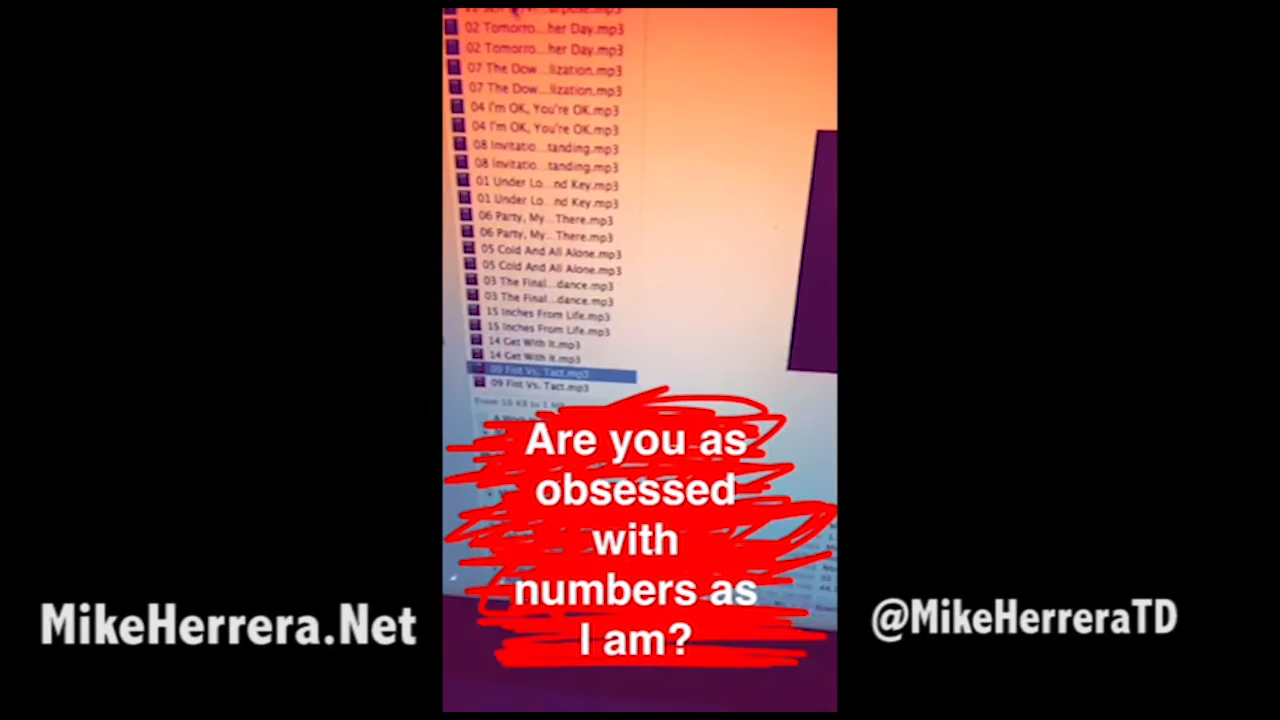 02 Tomorro...her Day.mp3
02 Tomorro...her Day.mp3
07 The Dow...lization.mp3
07 The Dow...lization.mp3
04 I'm OK, You're OK.mp3
04 I'm OK, You're OK.mp3
08 Invitatio...tanding.mp3
08 Invitatio...tanding.mp3
01 Under Lo...nd Key.mp3
01 Under Lo...nd Key.mp3
06 Party, My...There.mp3
06 Party, My...There.mp3
05 Cold And All Alone.mp3
05 Cold And All Alone.mp3
03 The Final...dance.mp3
03 The Final...dance.mp3
15 Inches From Life.mp3
15 Inches From Life.mp3
14 Get With It.mp3
14 Get With It.mp3
09 Fist Vs. Tact.mp3
09 Fist Vs. Tact.mp3
From 10 KB to 1 MB
Are you as
obsessed
with
numbers as
I am?
MikeHerrera.Net
@MikeHerreraTD